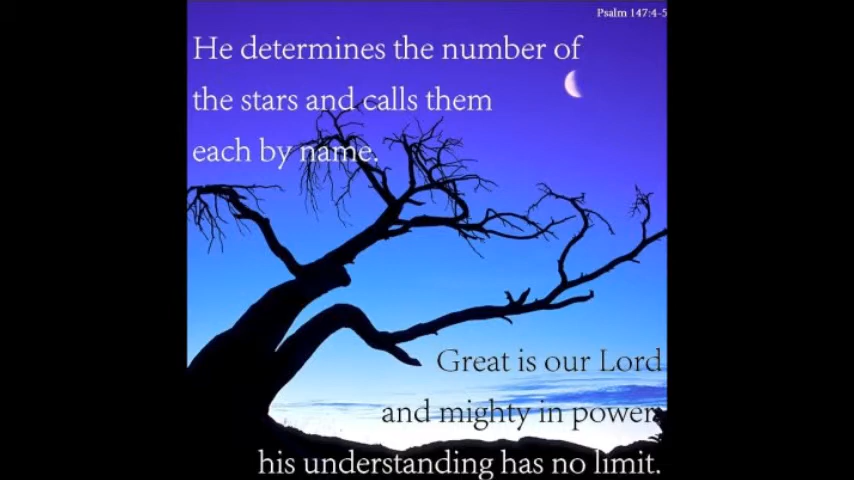 Psalm 147:4-5
He determines the number of
the stars and calls them
each by name.
Great is our Lord
and mighty in power;
his understanding has no limit.